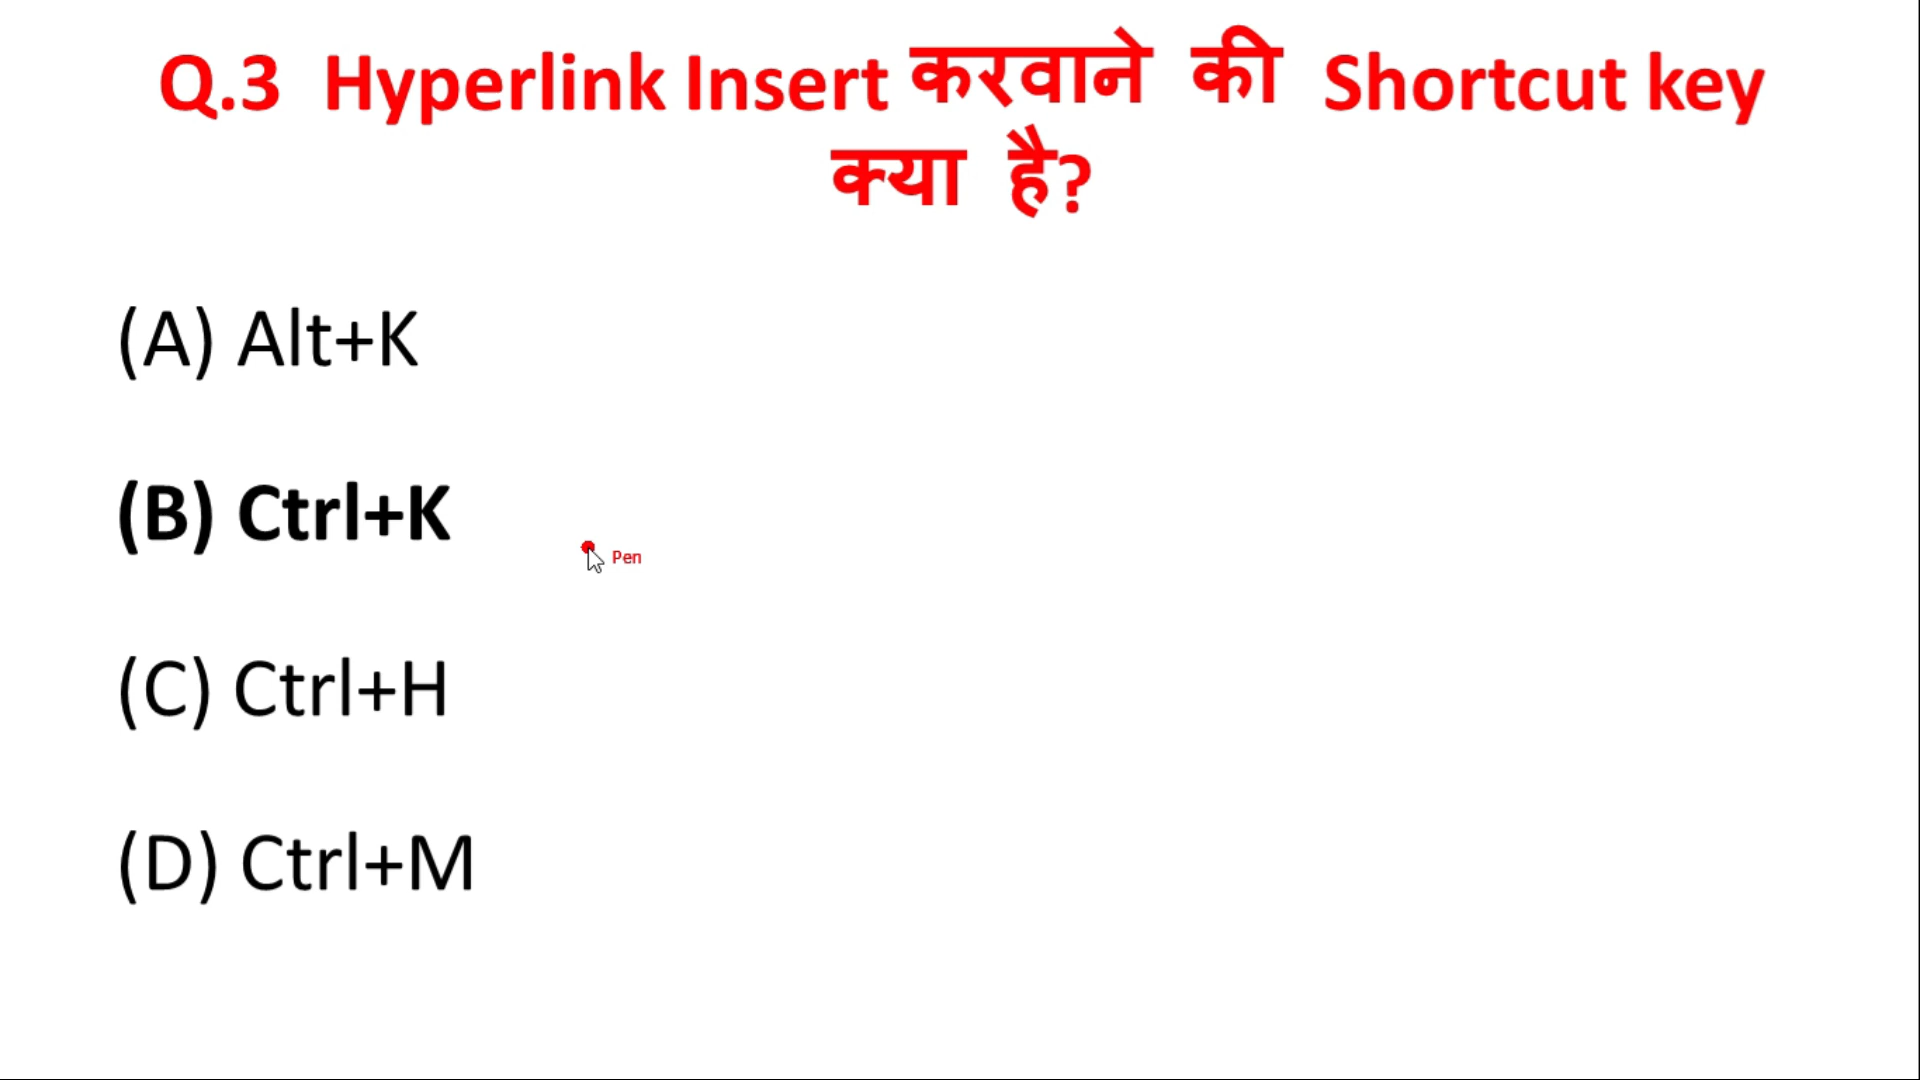 Q.3 Hyperlink Insert करवाने की Shortcut key
क्या है?
(A) Alt+K
(B) Ctrl+K
Pen
(C) Ctrl+H
(D) Ctrl+M